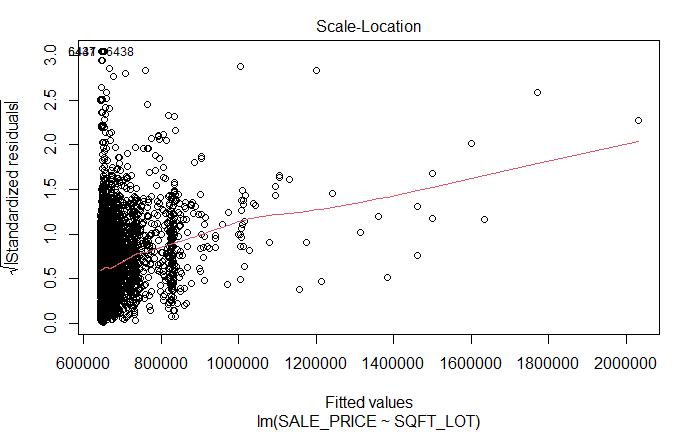 Scale-Location
√|Standardized residuals|
3.0
2.5
2.0
1.5
1.0
0.5
0.0
6438
600000 800000 1000000 1200000 1400000 1600000 1800000 2000000
Fitted values
lm(SALE_PRICE ~ SQFT_LOT)